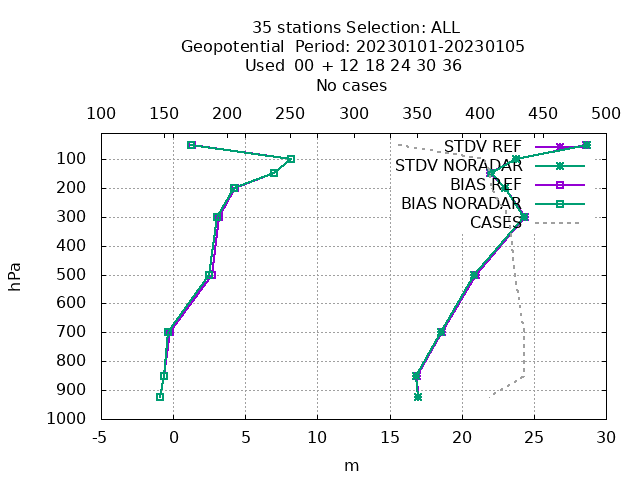 35 stations Selection: ALL
Geopotential  Period: 20230101-20230105
Used  00 + 12 18 24 30 36
No cases
100 150 200 250 300 350 400 450 500
STDV REF
STDV NORADAR
BIAS REF
BIAS NORADAR
CASES
100
200
300
400
500
600
700
800
900
1000
hPa
-5 0 5 10 15 20 25 30
m